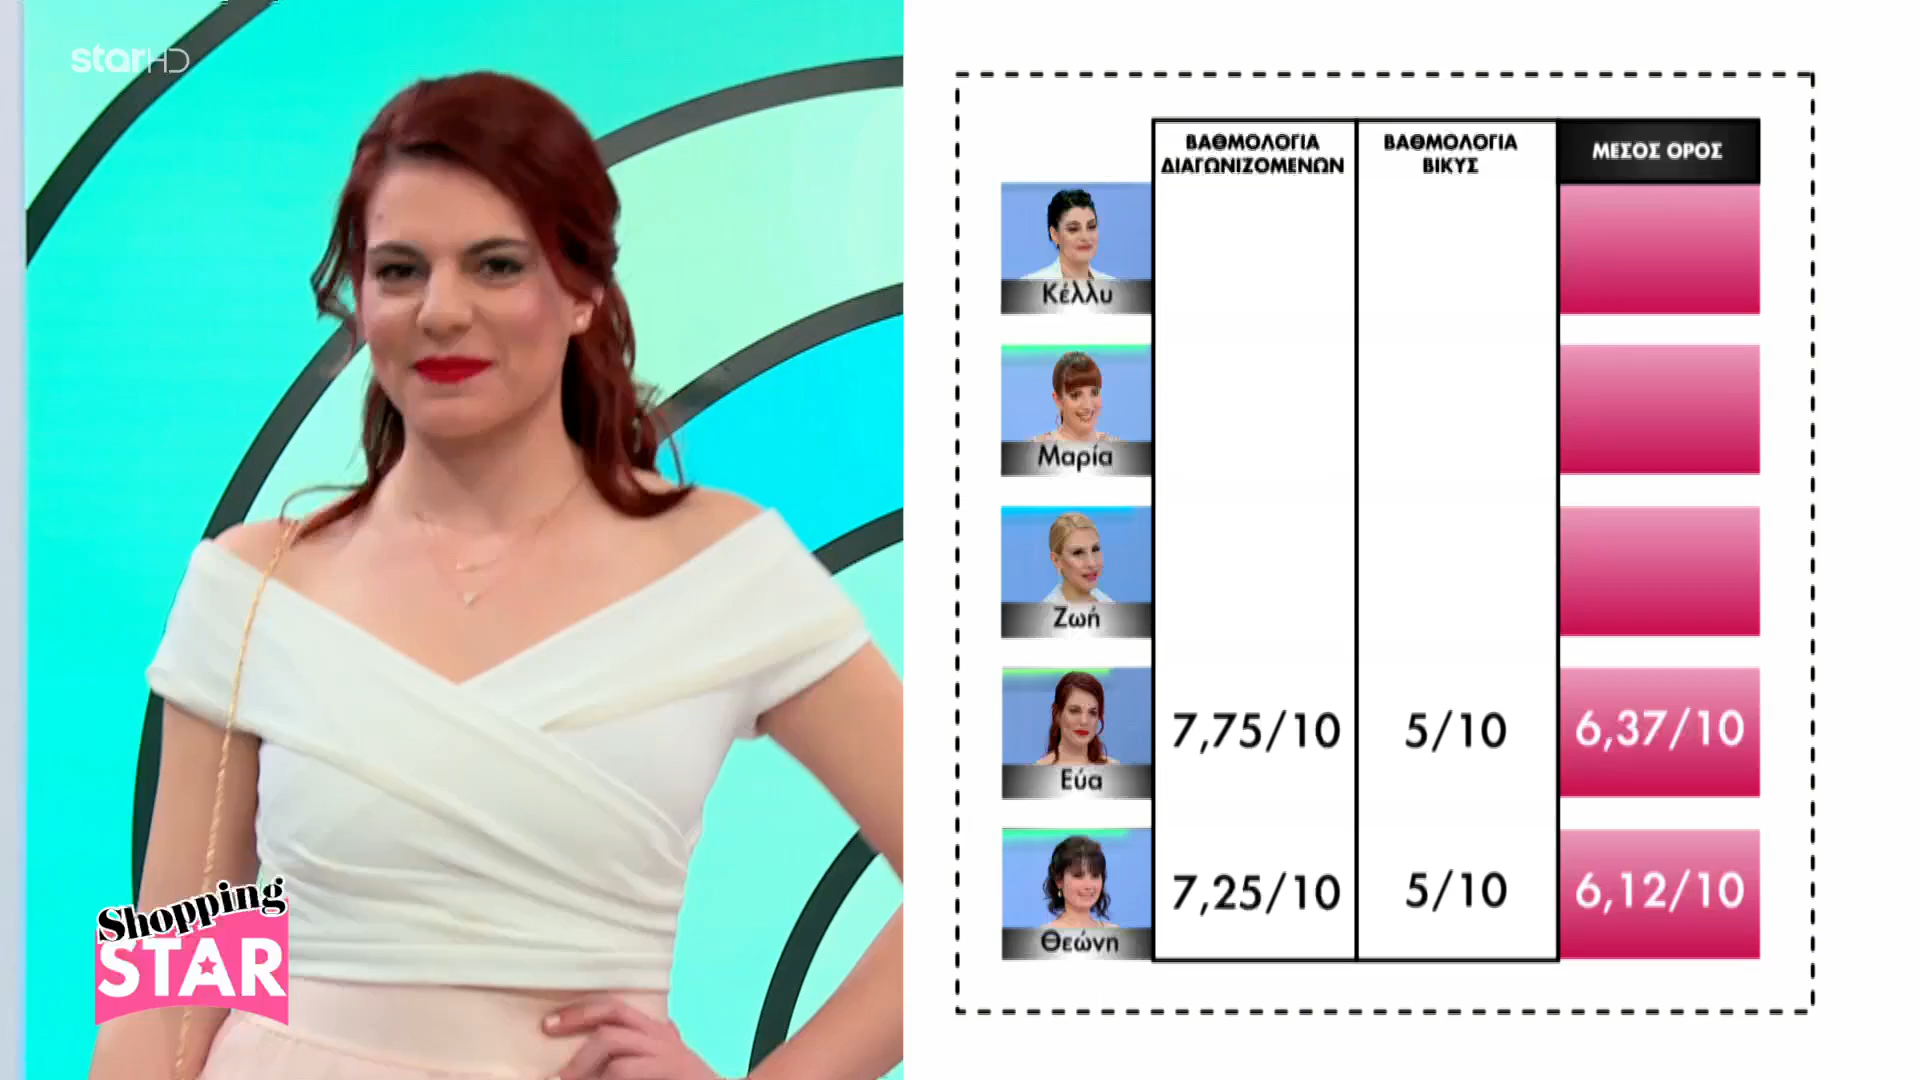 starHD
ΒΑΘΜΟΛΟΓΙΑ
ΔΙΑΓΩΝΙΖΟΜΕΝΩΝ
ΒΑΘΜΟΛΟΓΙΑ
ΒΙΚΥΣ
ΜΕΣΟΣ ΟΡΟΣ
Κέλλυ
Μαρία
Ζωή
Εύα
7,75/10
5/10
6,37/10
Θεώνη
7,25/10
5/10
6,12/10
Shopping
STAR